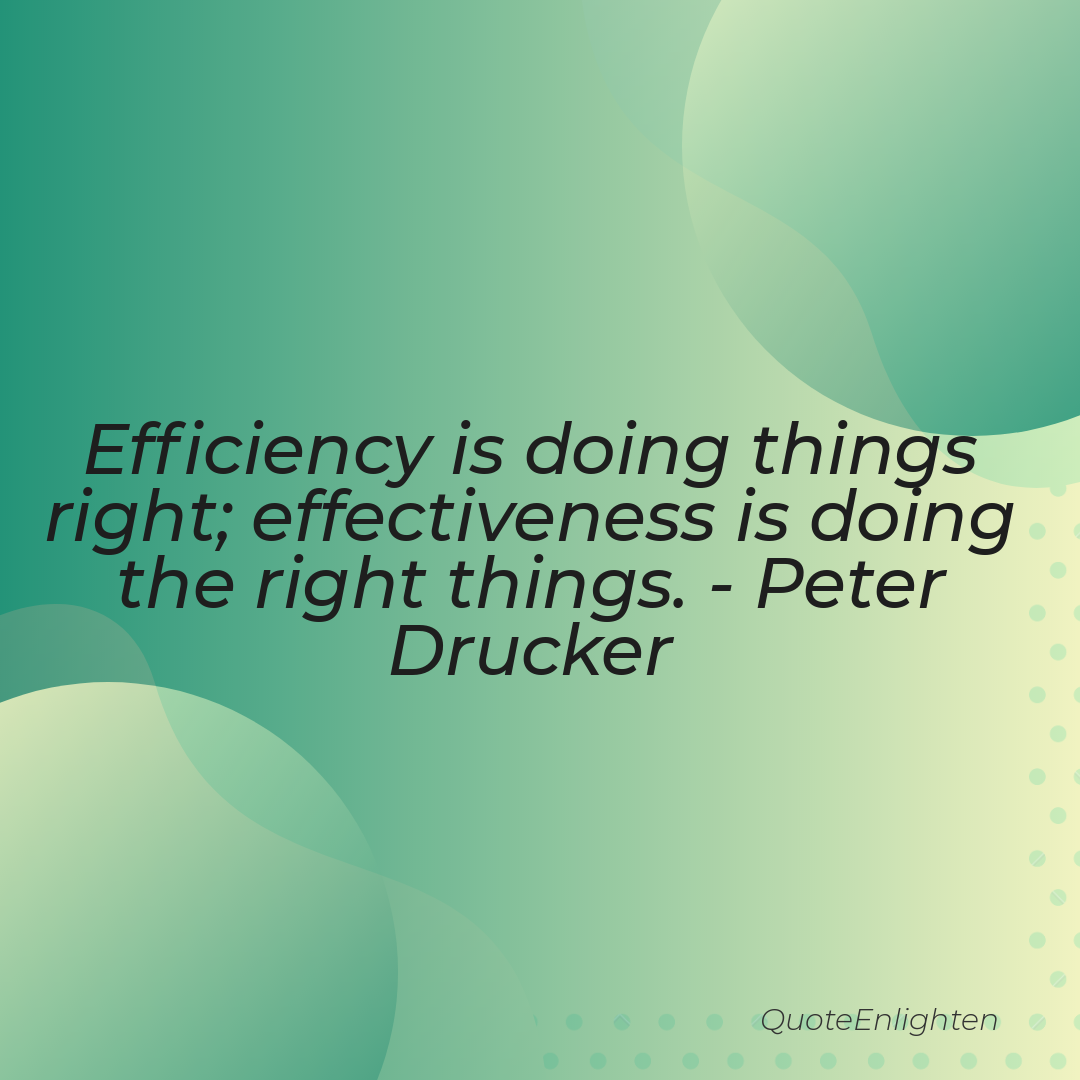 Efficiency is doing things
right; effectiveness is doing
the right things. - Peter
Drucker
QuoteEnlighten